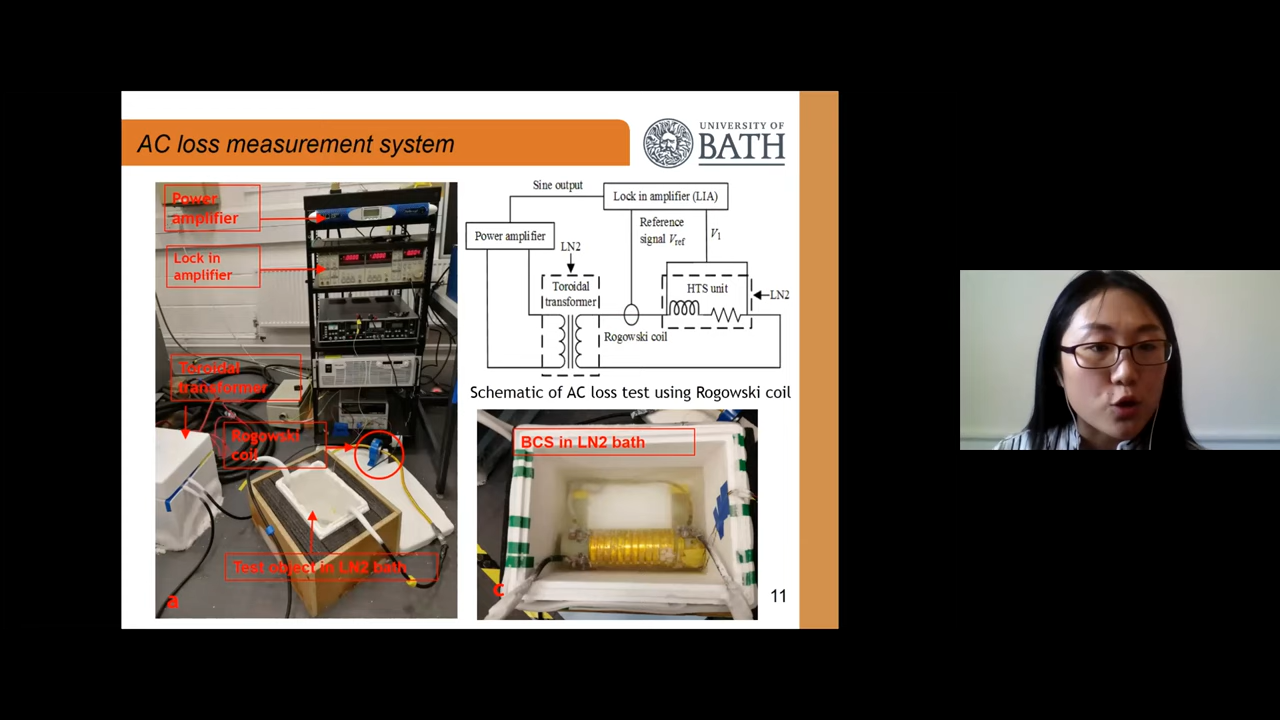 AC loss measurement system
UNIVERSITY OF
BATH
Power
amplifier
Lock in
amplifier
Toroidal
transformer
Rogowski
coil
Test object in LN2 bath
a
Sine output
Lock in amplifier (LIA)
Power amplifier
Reference
signal Vref
V1
LN2
Toroidal
transformer
HTS unit
LN2
Rogowski coil
Schematic of AC loss test using Rogowski coil
BCS in LN2 bath
c
11